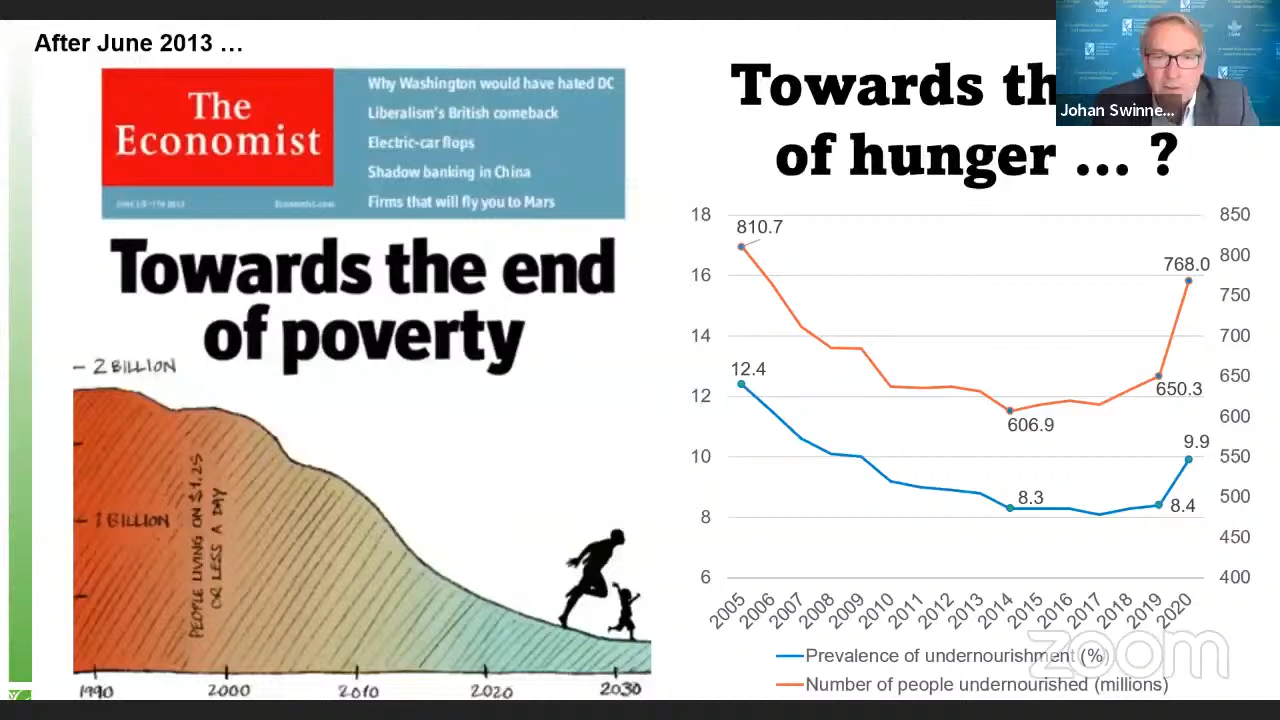 After June 2013 ...
The
Economist
JUNE 1ST-7TH 2013
Economist.com
Why Washington would have hated DC
Liberalism's British comeback
Electric-car flops
Shadow banking in China
Firms that will fly you to Mars
Towards the end
of poverty
2 BILLION
1 BILLION
PEOPLE LIVING ON $1.25
OR LESS A DAY
1990 2000 2010 2020 2030
Towards th
of hunger ... ?
Johan Swinne...
18 850
800
16 750
14 700
650
12 600
10 550
500
8 450
6 400
810.7
768.0
650.3
606.9
12.4
9.9
8.3
8.4
2005 2006 2007 2008 2009 2010 2011 2012 2013 2014 2015 2016 2017 2018 2019 2020
Prevalence of undernourishment (%)
Number of people undernourished (millions)
zoom